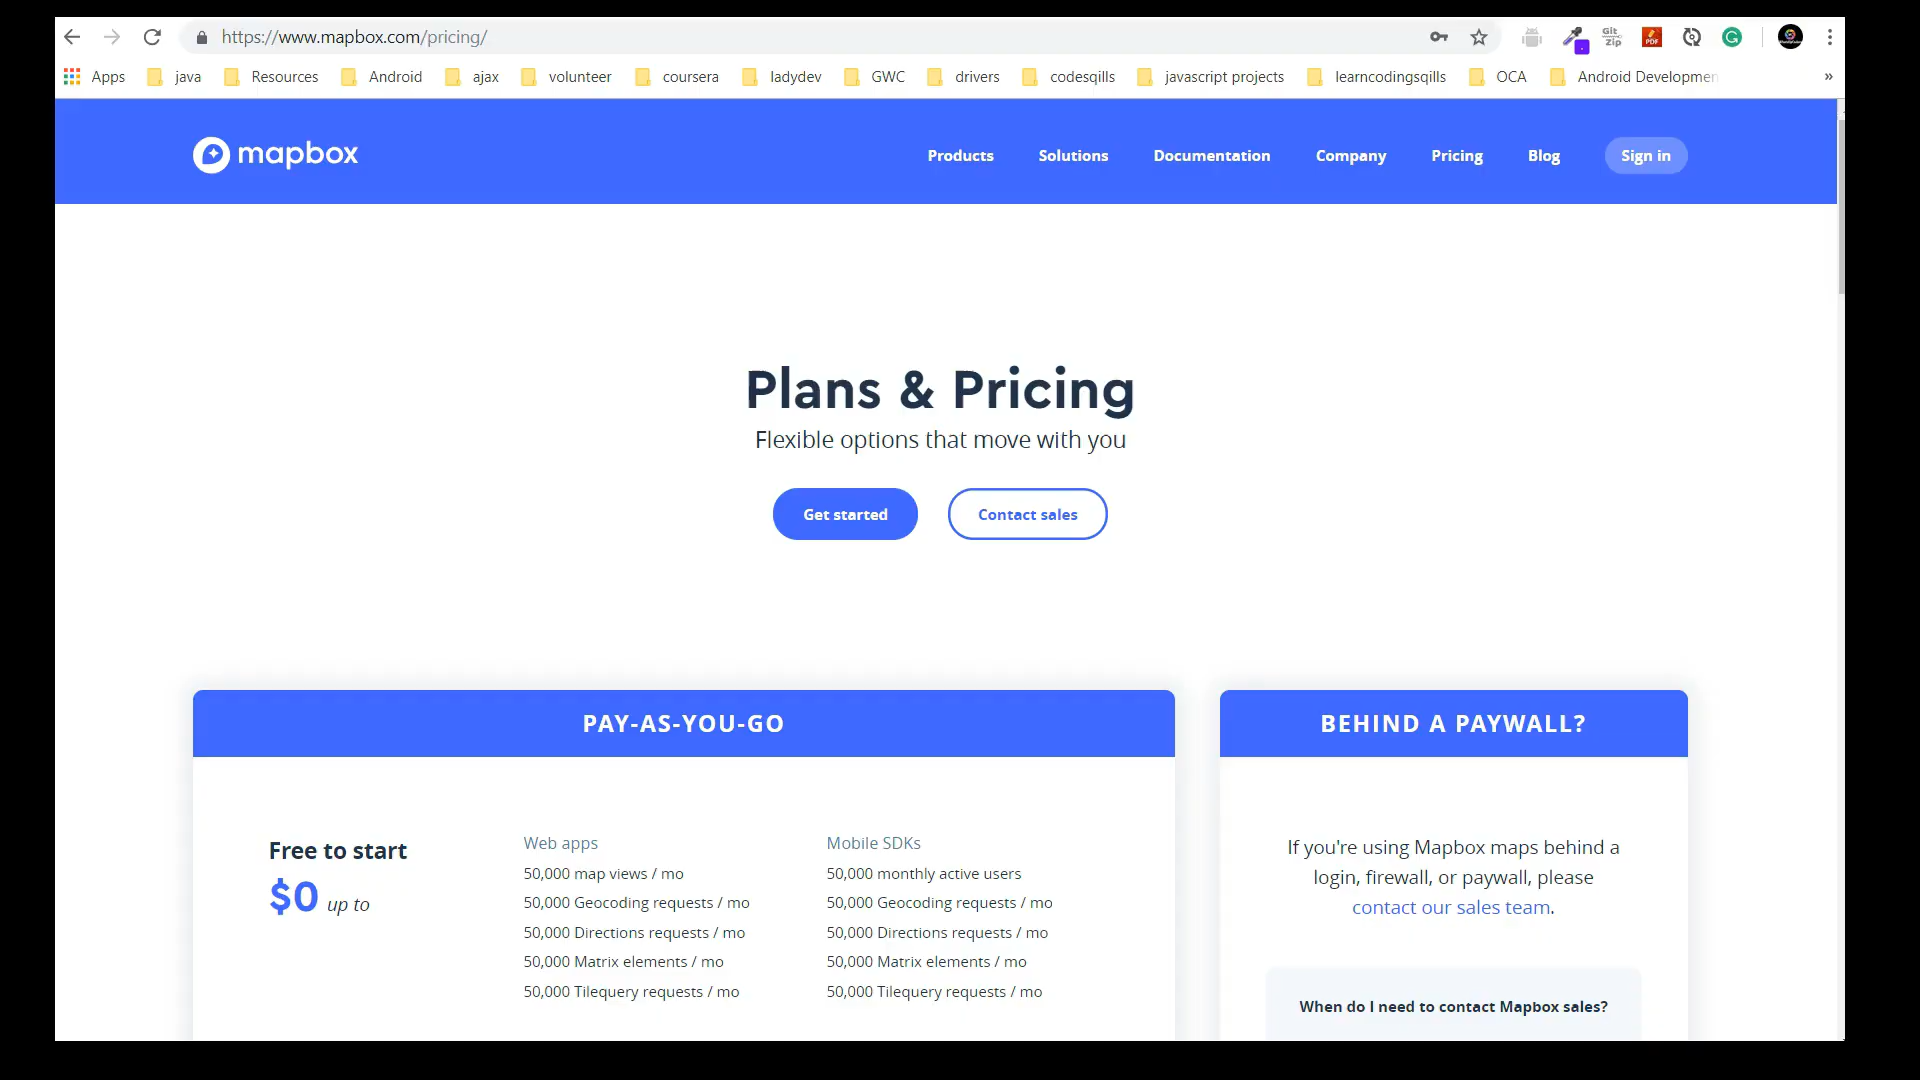 https://www.mapbox.com/pricing/
Git Zip
PDF
Apps java Resources Android ajax volunteer coursera ladydev GWC drivers codesqills javascript projects learncodingsqills OCA Android Developmen »
mapbox Products Solutions Documentation Company Pricing Blog Sign in
Plans & Pricing
Flexible options that move with you
Get started Contact sales
PAY-AS-YOU-GO
Free to start
$0 up to
Web apps
50,000 map views / mo
50,000 Geocoding requests / mo
50,000 Directions requests / mo
50,000 Matrix elements / mo
50,000 Tilequery requests / mo
Mobile SDKs
50,000 monthly active users
50,000 Geocoding requests / mo
50,000 Directions requests / mo
50,000 Matrix elements / mo
50,000 Tilequery requests / mo
BEHIND A PAYWALL?
If you're using Mapbox maps behind a
login, firewall, or paywall, please
contact our sales team.
When do I need to contact Mapbox sales?